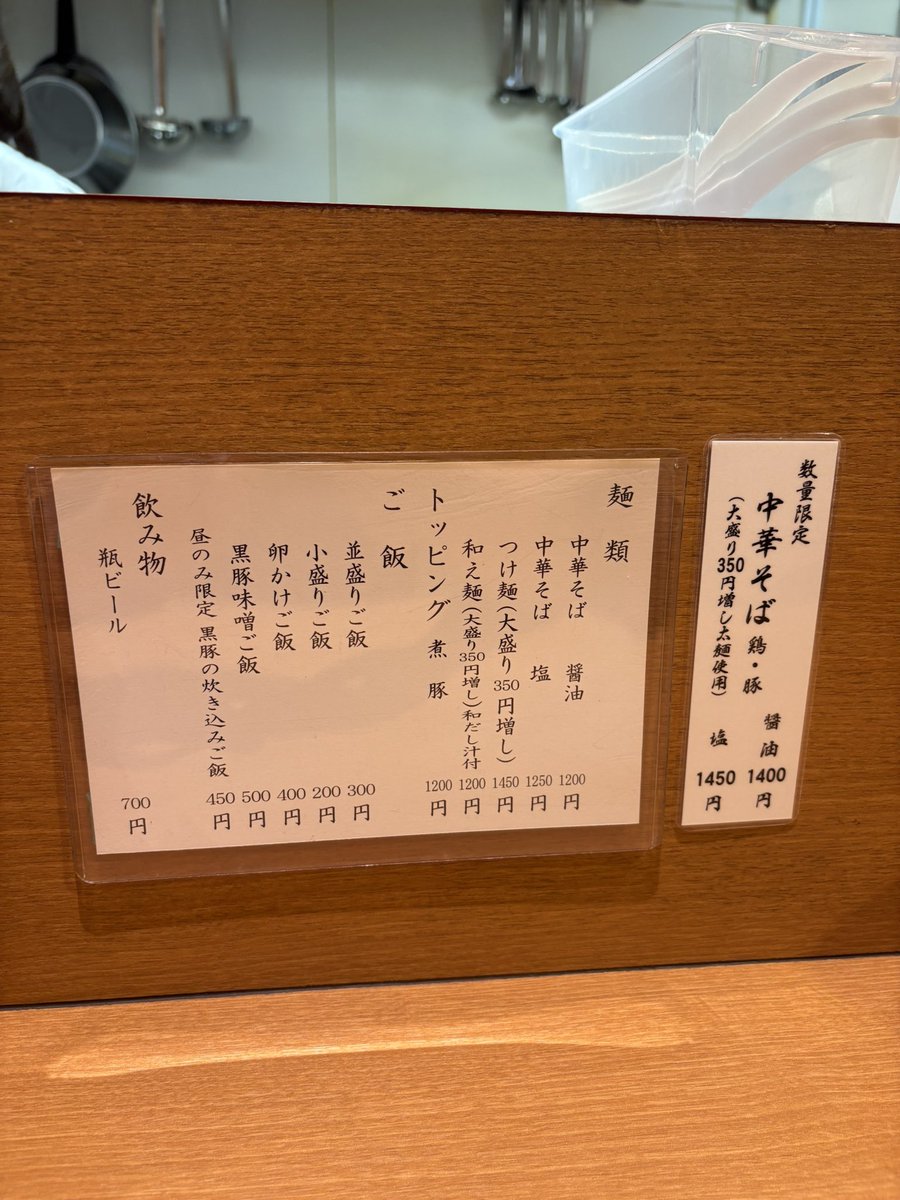 数量限定
中華そば 鶏・豚 醤油 1400円
(大盛り350円増し太麺使用) 塩 1450円
麺類
中華そば 醤油 1200円
中華そば 塩 1250円
つけ麺(大盛り350円増し) 1450円
和え麺(大盛り350円増し)和だし汁付 1200円
トッピング 煮豚 1200円
ご飯
並盛りご飯 300円
小盛りご飯 200円
卵かけご飯 400円
黒豚味噌ご飯 500円
昼のみ限定 黒豚の炊き込みご飯 450円
飲み物
瓶ビール 700円